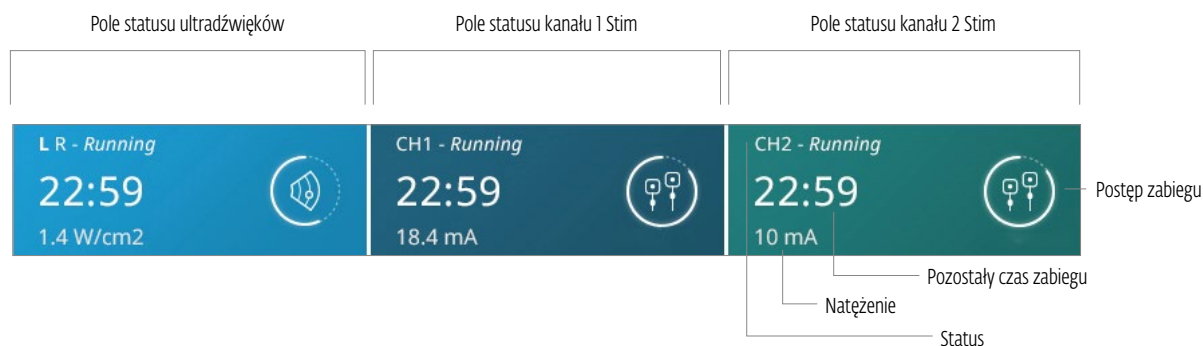 Pole statusu ultradźwięków
Pole statusu kanału 1 Stim
Pole statusu kanału 2 Stim
L R - Running
22:59
1.4 W/cm2
CH1 - Running
22:59
18.4 mA
CH2 - Running
22:59
10 mA
Postęp zabiegu
Pozostały czas zabiegu
Natężenie
Status